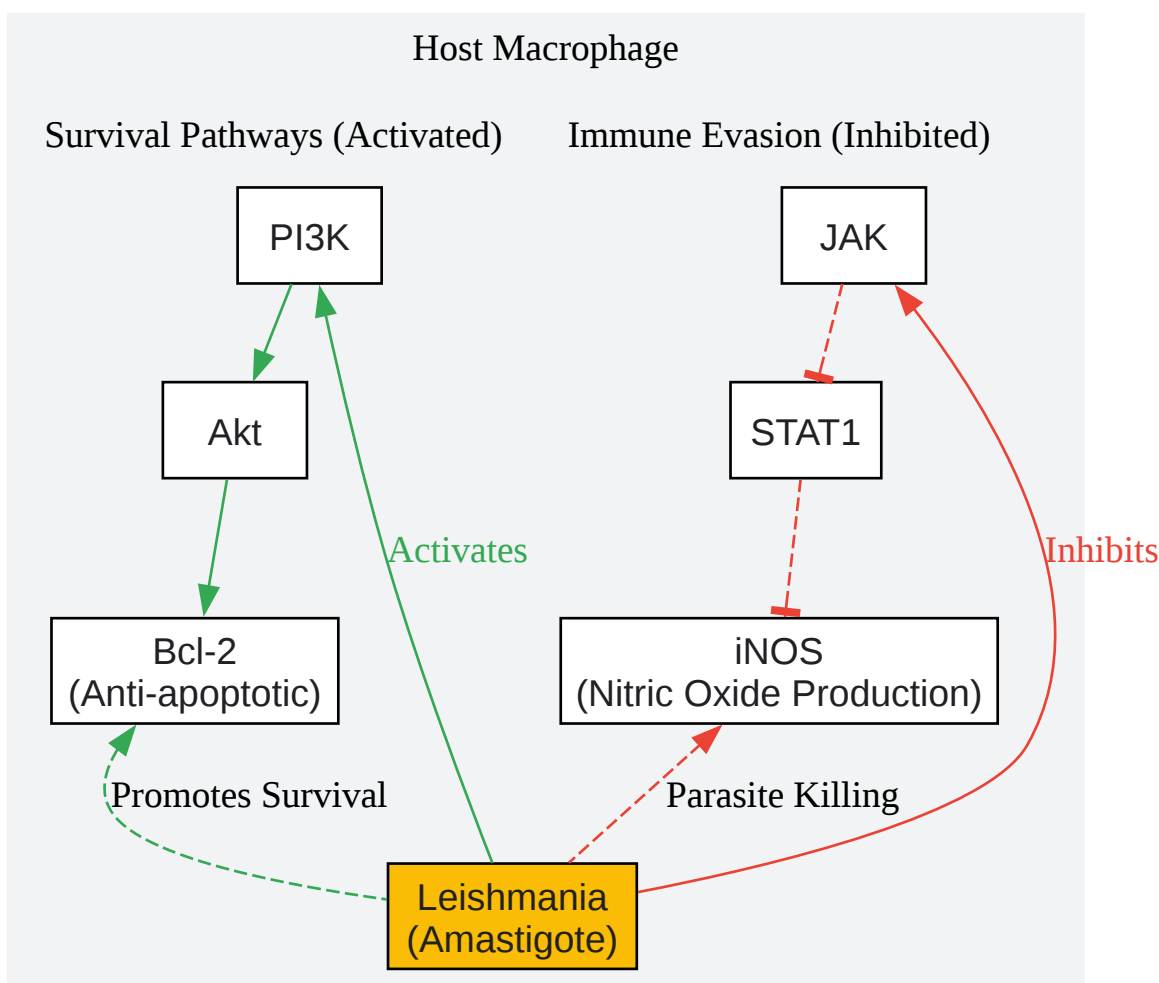 Host Macrophage
Survival Pathways (Activated)
Immune Evasion (Inhibited)
PI3K
JAK
Akt
STAT1
Activates
Inhibits
Bcl-2
(Anti-apoptotic)
iNOS
(Nitric Oxide Production)
Promotes Survival
Parasite Killing
Leishmania
(Amastigote)